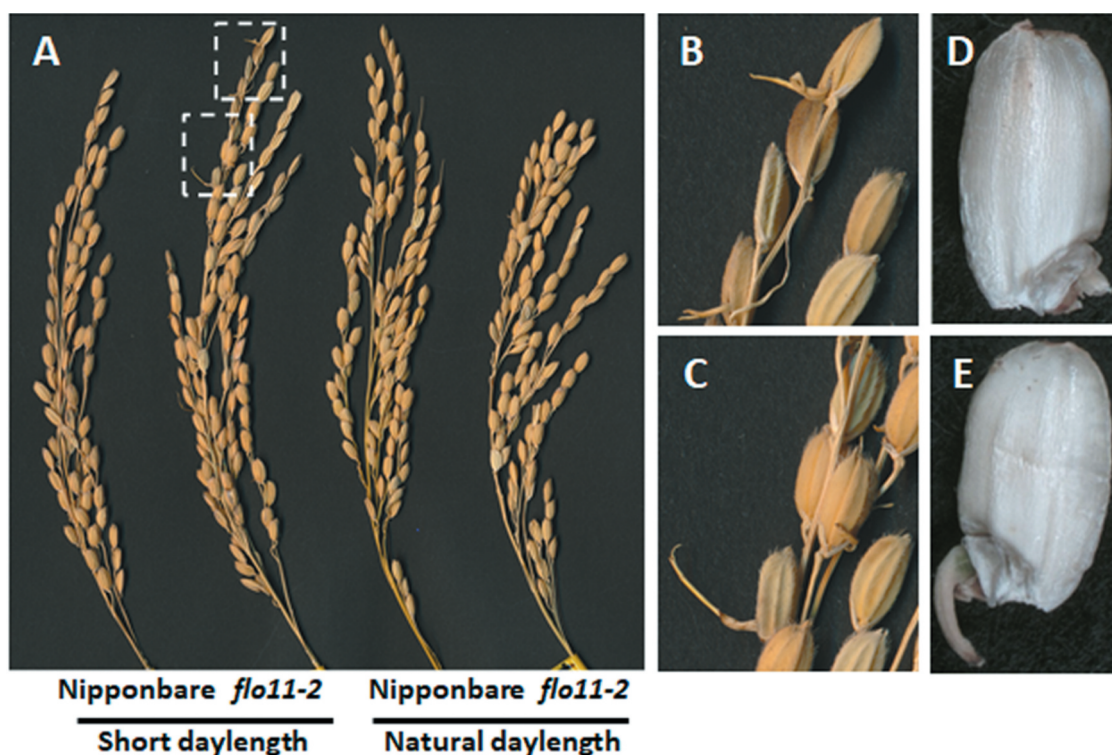 A
B
D
C
E
Nipponbare flo11-2 Nipponbare flo11-2
Short daylength Natural daylength